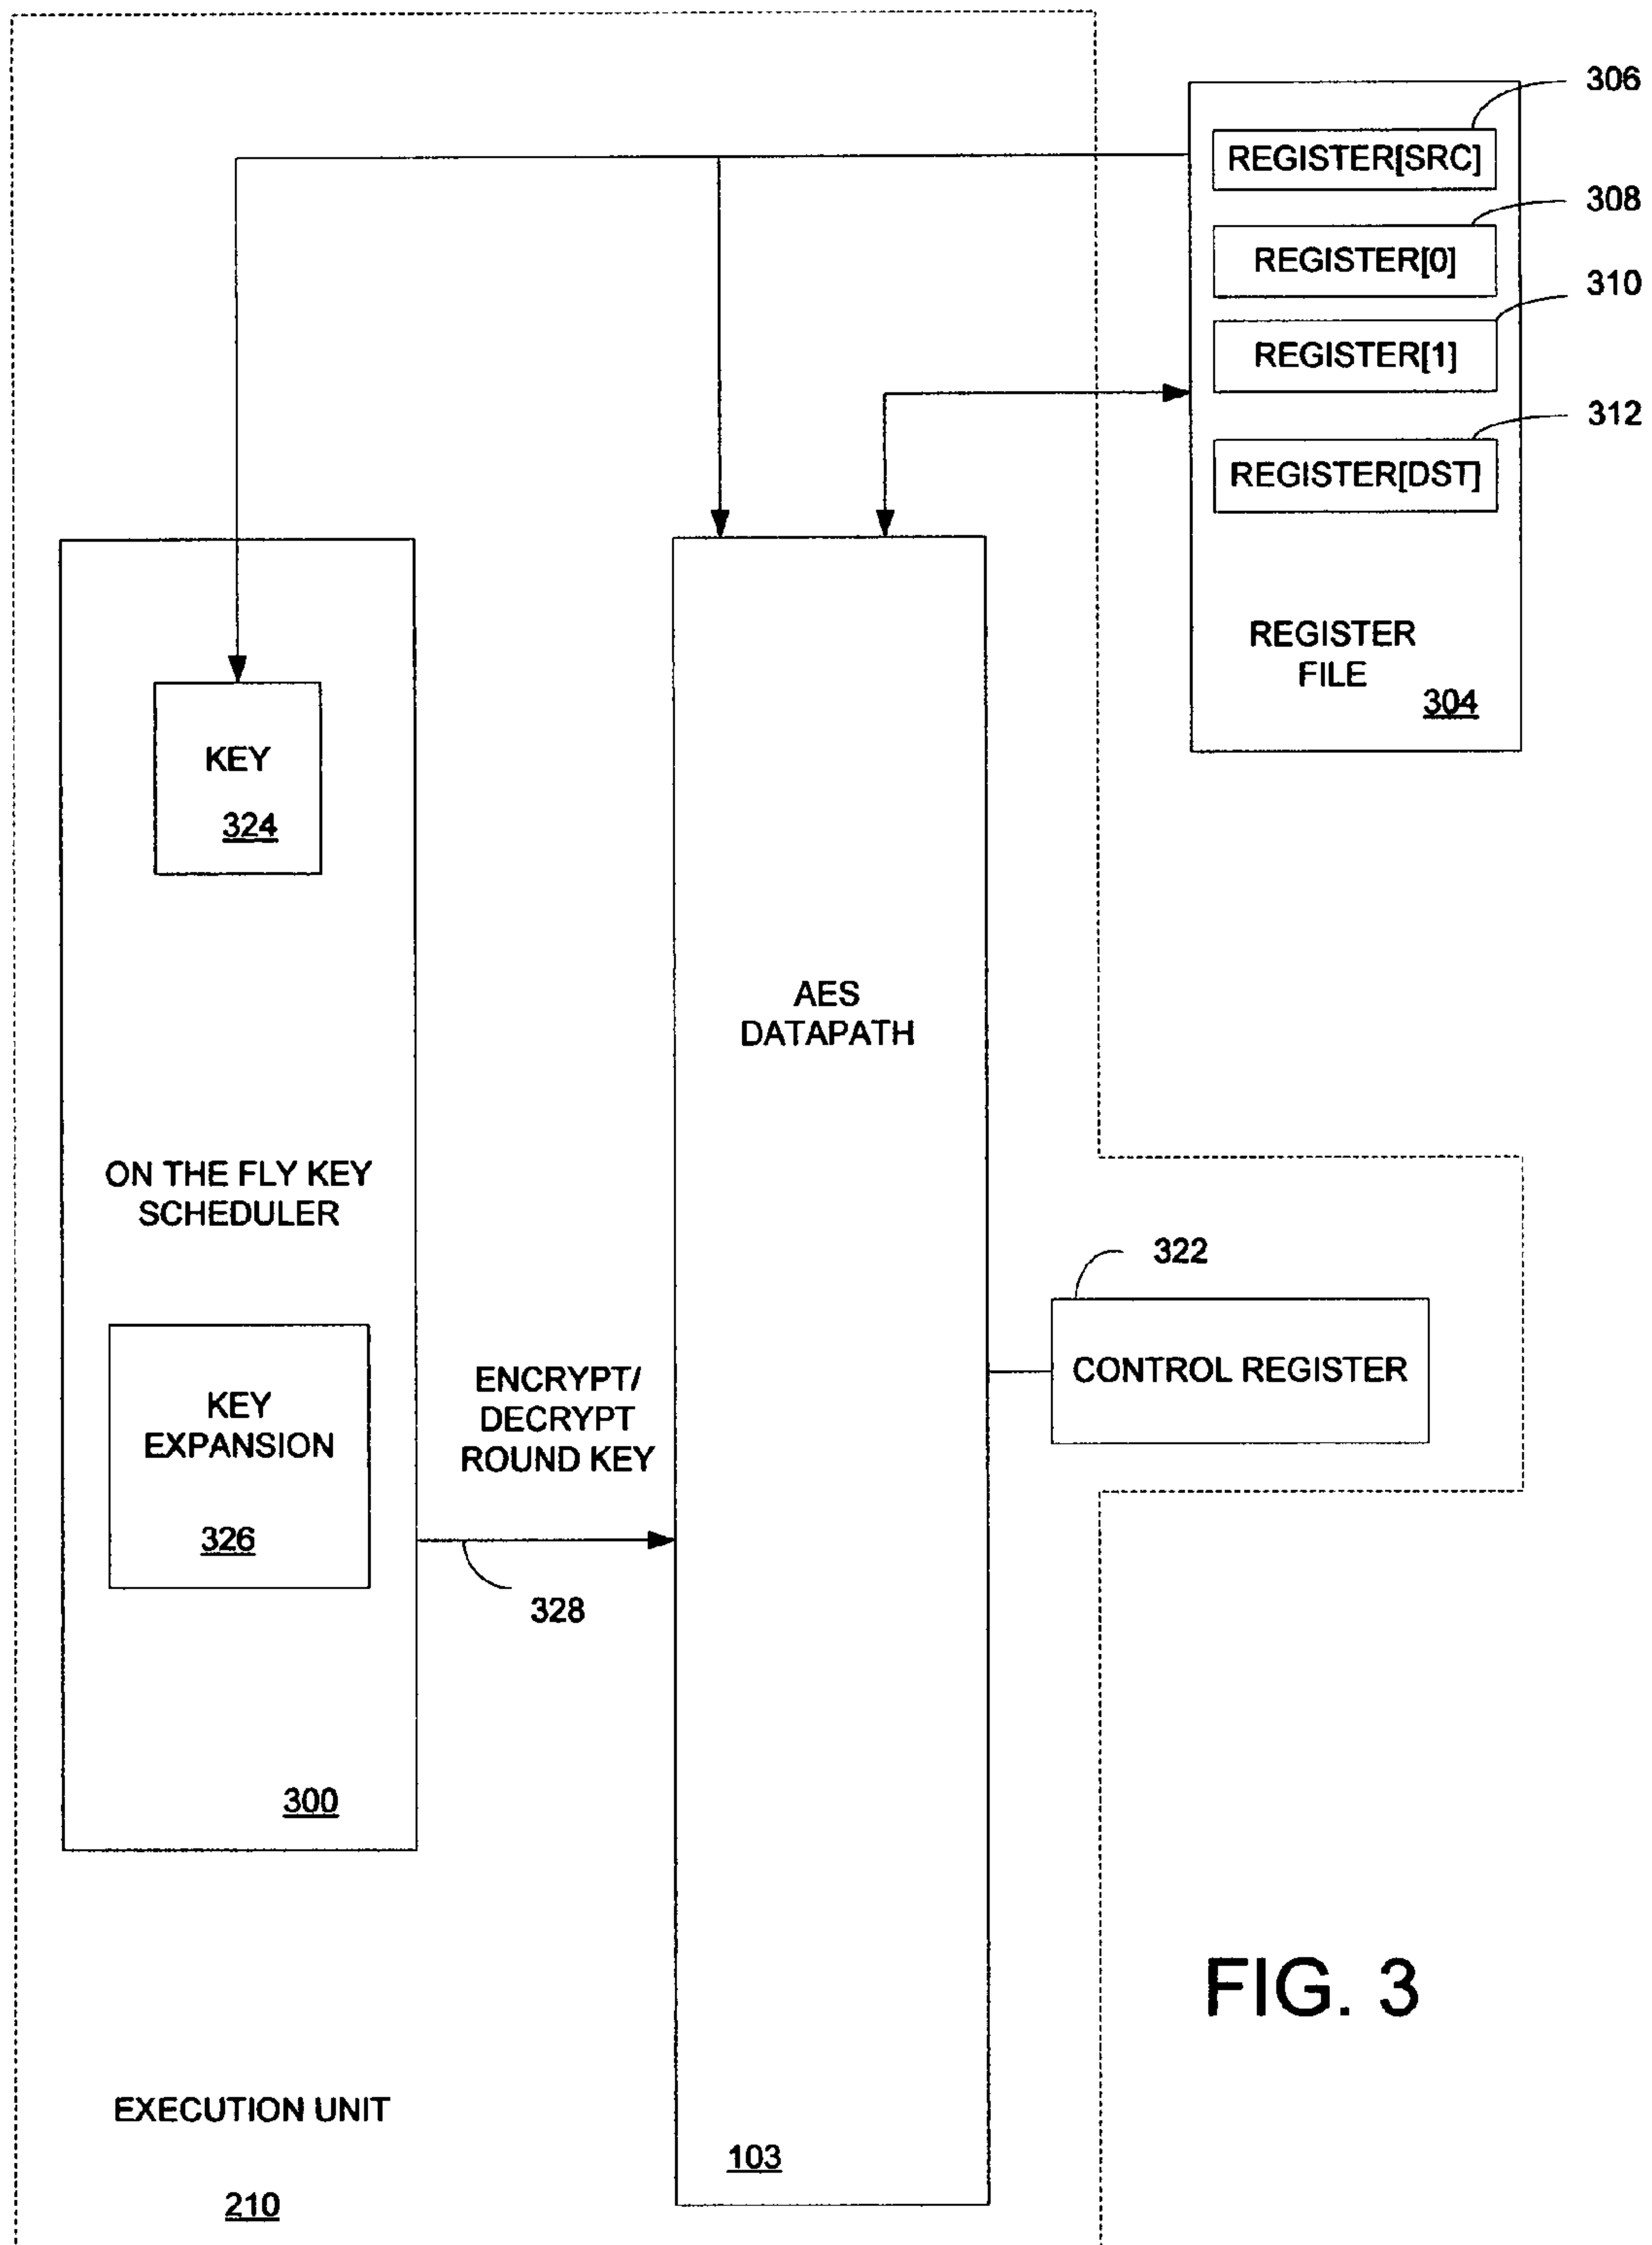 306
REGISTER[SRC]
308
REGISTER[0]
310
REGISTER[1]
312
REGISTER[DST]
REGISTER
FILE
304
KEY
324
AES
DATAPATH
ON THE FLY KEY
SCHEDULER
322
CONTROL REGISTER
ENCRYPT/
DECRYPT
ROUND KEY
KEY
EXPANSION
326
328
300
FIG. 3
EXECUTION UNIT
103
210